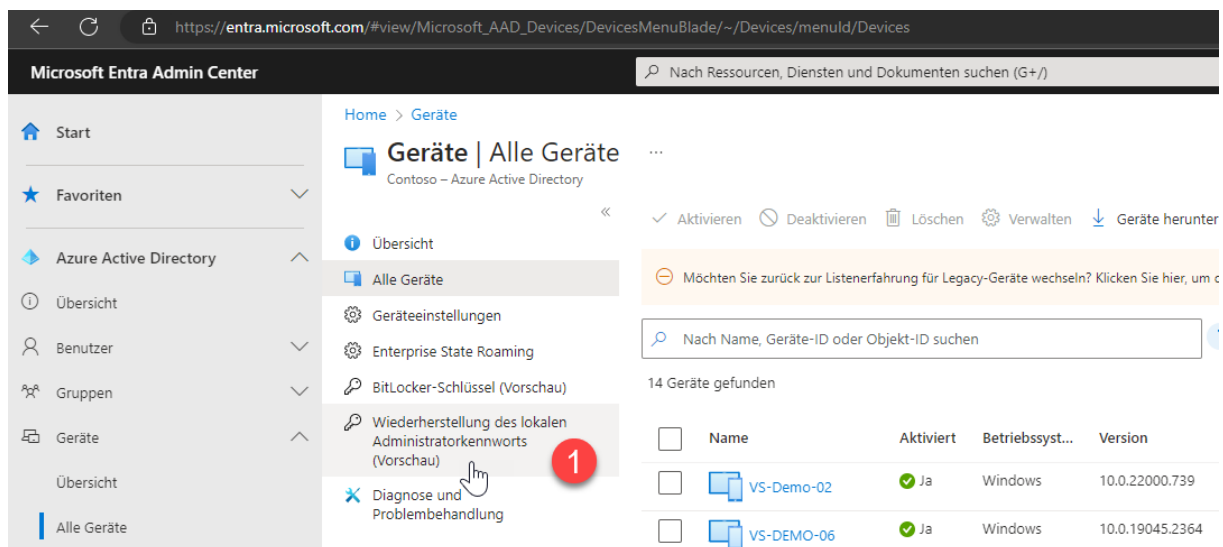 https://entra.microsoft.com/#view/Microsoft_AAD_Devices/DevicesMenuBlade/~/Devices/menuId/Devices
Microsoft Entra Admin Center
Nach Ressourcen, Diensten und Dokumenten suchen (G+/)
Start
Favoriten
Azure Active Directory
Übersicht
Benutzer
Gruppen
Geräte
Übersicht
Alle Geräte
Home > Geräte
Geräte | Alle Geräte ...
Contoso – Azure Active Directory
«
Übersicht
Alle Geräte
Geräteeinstellungen
Enterprise State Roaming
BitLocker-Schlüssel (Vorschau)
Wiederherstellung des lokalen
Administratorkennworts
(Vorschau)
1
Diagnose und
Problembehandlung
Aktivieren Deaktivieren Löschen Verwalten Geräte herunter
Möchten Sie zurück zur Listenerfahrung für Legacy-Geräte wechseln? Klicken Sie hier, um
Nach Name, Geräte-ID oder Objekt-ID suchen
14 Geräte gefunden
Name Aktiviert Betriebssyst... Version
VS-Demo-02 Ja Windows 10.0.22000.739
VS-DEMO-06 Ja Windows 10.0.19045.2364